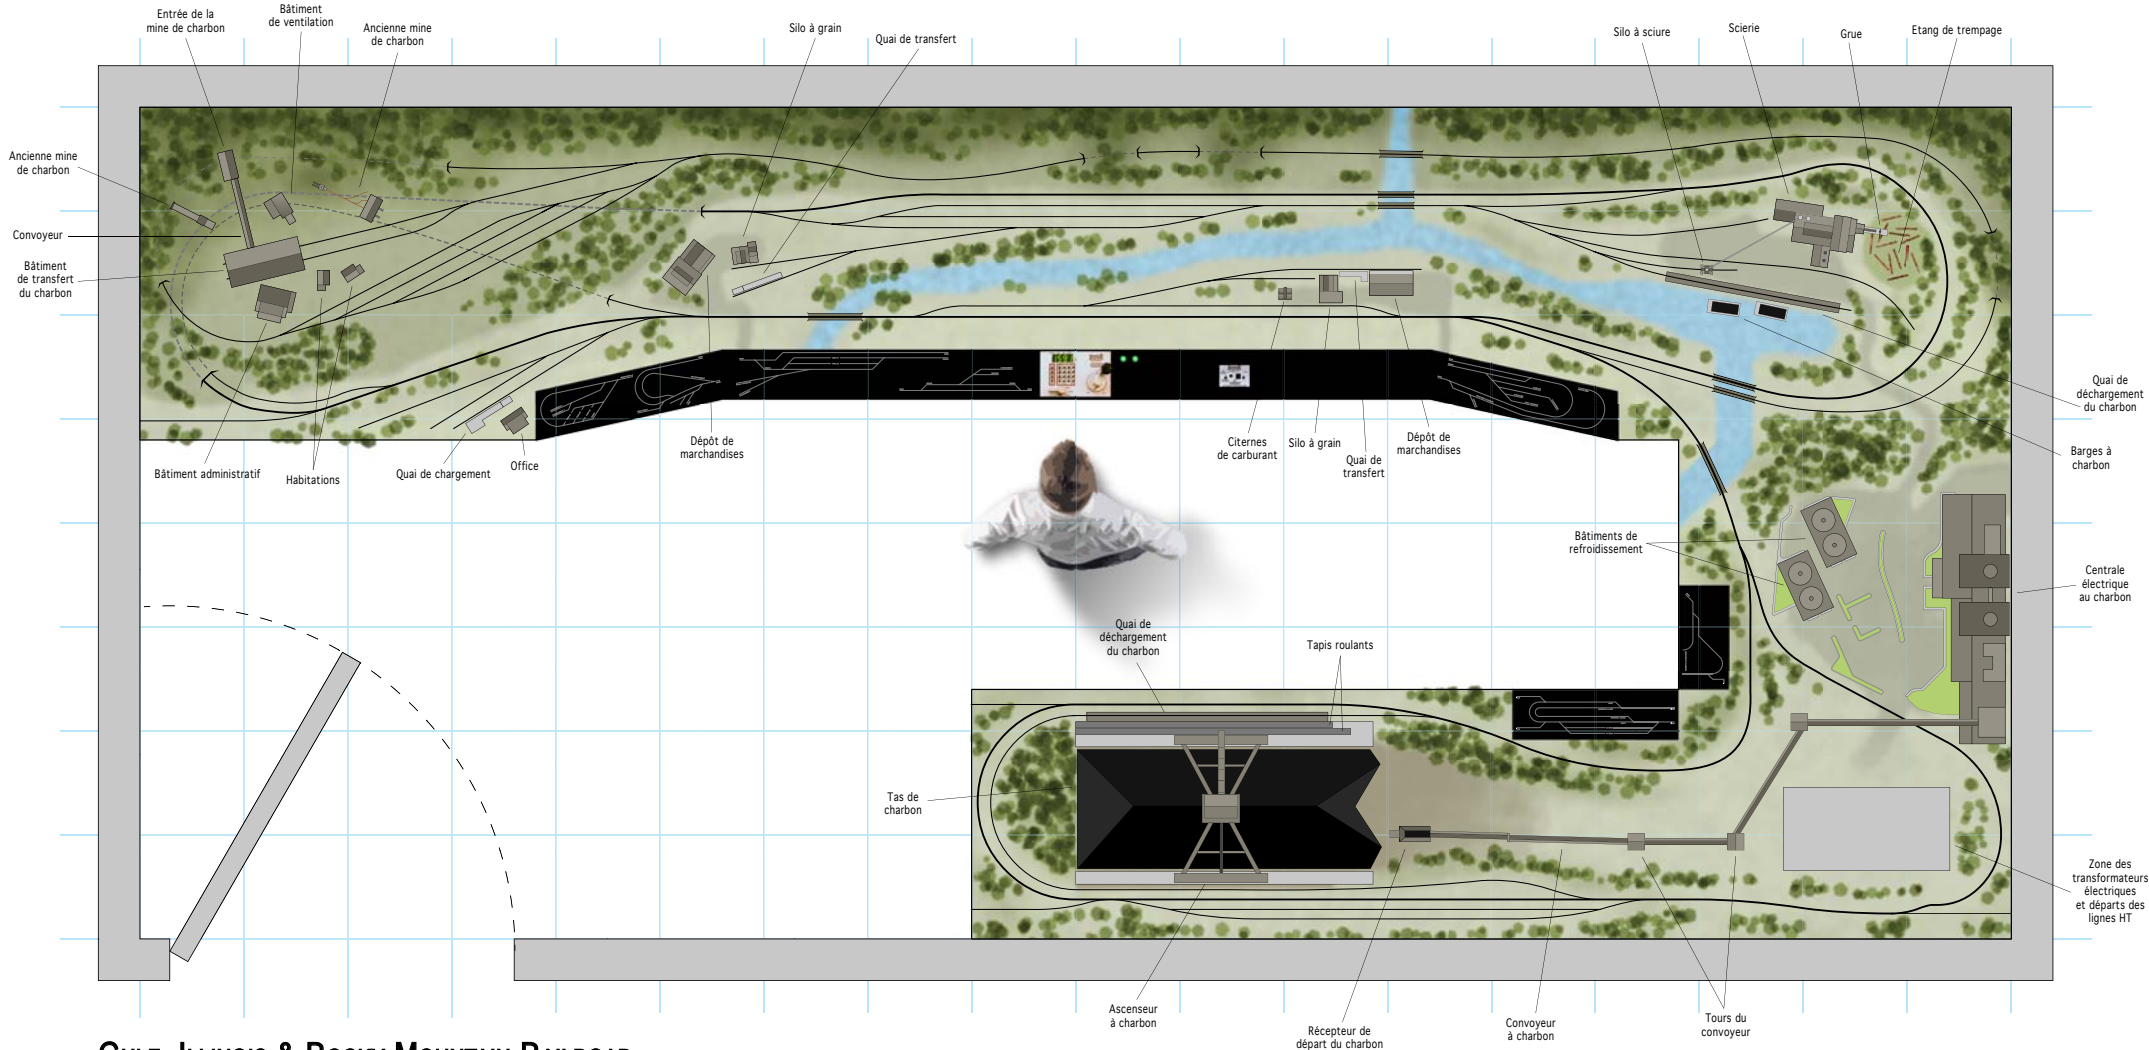 Entrée de la
mine de charbon
Bâtiment
de ventilation
Ancienne mine
de charbon
Silo à grain
Quai de transfert
Silo à sciure
Scierie
Grue
Etang de trempage
Ancienne mine
de charbon
Convoyeur
Bâtiment
de transfert
du charbon
Bâtiment administratif
Habitations
Quai de chargement
Office
Dépôt de
marchandises
Citernes
de carburant
Silo à grain
Quai de
transfert
Dépôt de
marchandises
Quai de
déchargement
du charbon
Barges à
charbon
Bâtiments de
refroidissement
Centrale
électrique
au charbon
Quai de
déchargement
du charbon
Tapis roulants
Tas de
charbon
Zone des
transformateurs
électriques
et départs des
lignes HT
Ascenseur
à charbon
Récepteur de
départ du charbon
Convoyeur
à charbon
Tours du
convoyeur
Gulf, Illinois & Rocky Mountain Railroad